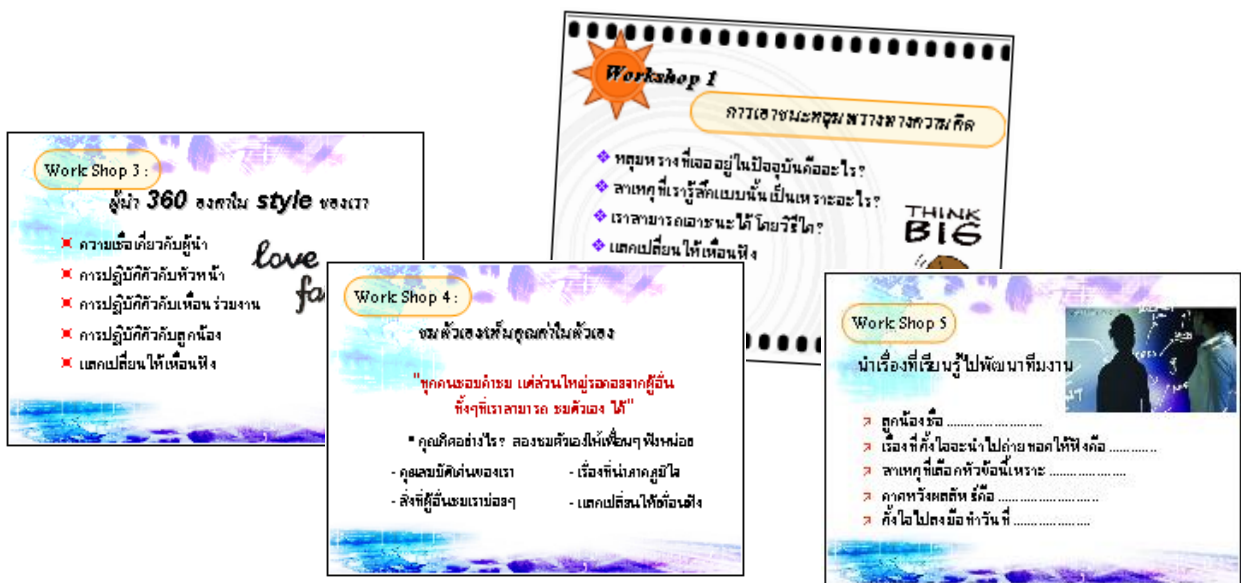 Workshop 1
การเอาชนะหลุมพรางทางความคิด
หลุมพรางที่เจออยู่ในปัจจุบันคืออะไร?
สาเหตุที่เรารู้สึกแบบนั้นเป็นเพราะอะไร?
เราสามารถเอาชนะได้โดยวิธีใด?
แลกเปลี่ยนให้เพื่อนฟัง
THINK
BIG
Work Shop 3 :
ผู้นำ 360 องศาใน style ของเรา
ความเชื่อเกี่ยวกับผู้นำ
การปฏิบัติตัวกับหัวหน้า
การปฏิบัติตัวกับเพื่อนร่วมงาน
การปฏิบัติตัวกับลูกน้อง
แลกเปลี่ยนให้เพื่อนฟัง
love
Work Shop 4 :
ชมตัวเองเห็นคุณค่าในตัวเอง
"ทุกคนชอบคำชม แต่ส่วนใหญ่รอคอยจากผู้อื่น
ทั้งๆที่เราสามารถ ชมตัวเอง ได้"
* คุณคิดอย่างไร? ลองชมตัวเองให้เพื่อนๆ ฟังหน่อย
- คุณสมบัติเด่นของเรา - เรื่องที่น่าภาคภูมิใจ
- สิ่งที่ผู้อื่นชมเราบ่อยๆ - แลกเปลี่ยนให้เพื่อนฟัง
Work Shop 5
นำเรื่องที่เรียนรู้ไปพัฒนาทีมงาน
ลูกน้องชื่อ ........................
เรื่องที่ตั้งใจจะนำไปถ่ายทอดให้ฟังคือ ............
สาเหตุที่เลือกหัวข้อนี้เพราะ ...................
คาดหวังผลลัพธ์คือ .........................
ตั้งใจไปลงมือทำวันที่ ...................